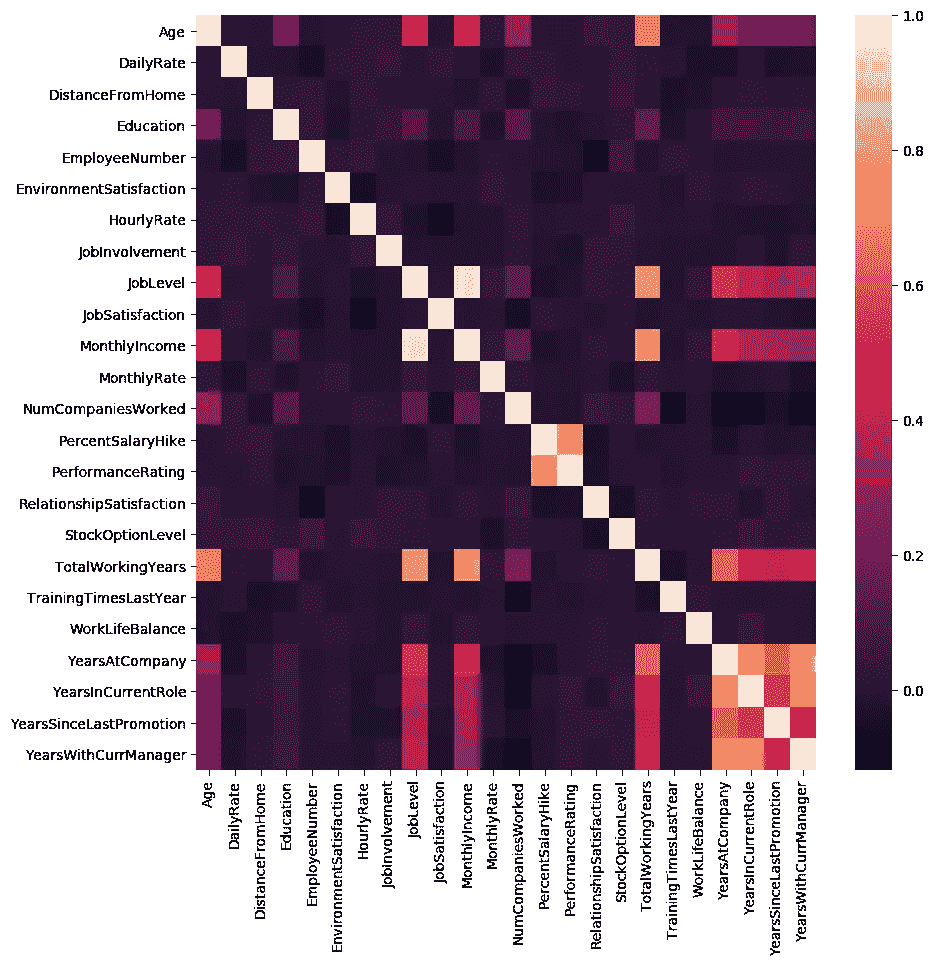 Age
DailyRate
DistanceFromHome
Education
EmployeeNumber
EnvironmentSatisfaction
HourlyRate
JobInvolvement
JobLevel
JobSatisfaction
MonthlyIncome
MonthlyRate
NumCompaniesWorked
PercentSalaryHike
PerformanceRating
RelationshipSatisfaction
StockOptionLevel
TotalWorkingYears
TrainingTimesLastYear
WorkLifeBalance
YearsAtCompany
YearsInCurrentRole
YearsSinceLastPromotion
YearsWithCurrManager
Age
DailyRate
DistanceFromHome
Education
EmployeeNumber
EnvironmentSatisfaction
HourlyRate
JobInvolvement
JobLevel
JobSatisfaction
MonthlyIncome
MonthlyRate
NumCompaniesWorked
PercentSalaryHike
PerformanceRating
RelationshipSatisfaction
StockOptionLevel
TotalWorkingYears
TrainingTimesLastYear
WorkLifeBalance
YearsAtCompany
YearsInCurrentRole
YearsSinceLastPromotion
YearsWithCurrManager
1.0
0.8
0.6
0.4
0.2
0.0